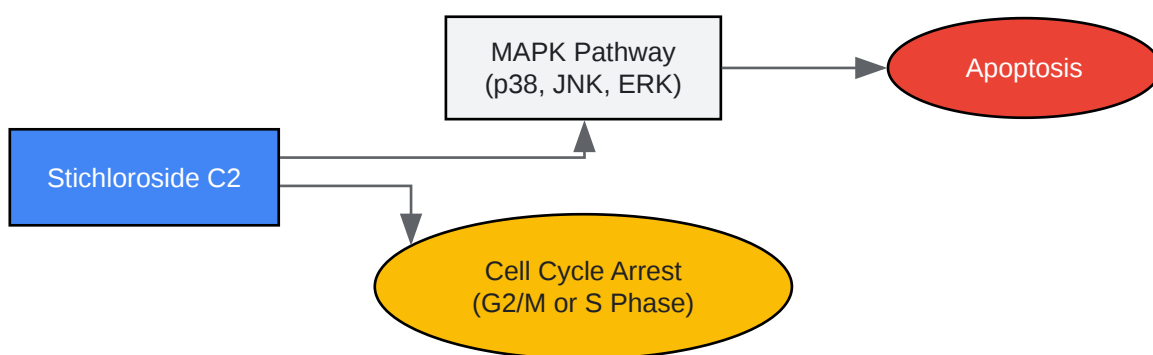 MAPK Pathway
(p38, JNK, ERK)
Apoptosis
Stichloroside C2
Cell Cycle Arrest
(G2/M or S Phase)